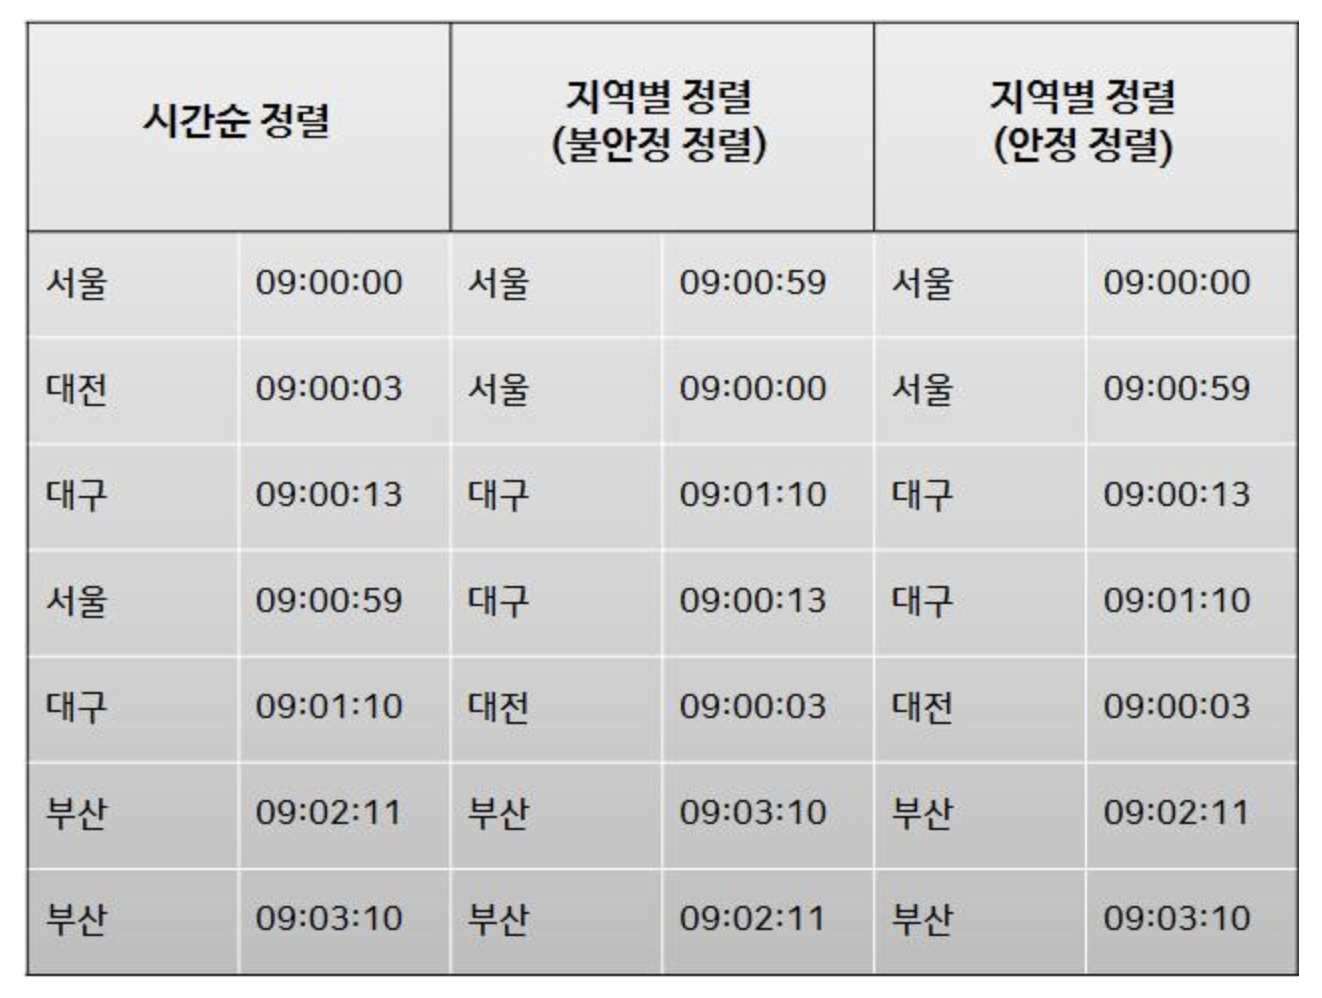 시간순 정렬
지역별 정렬
(불안정 정렬)
지역별 정렬
(안정 정렬)
서울 09:00:00 서울 09:00:59 서울 09:00:00
대전 09:00:03 서울 09:00:00 서울 09:00:59
대구 09:00:13 대구 09:01:10 대구 09:00:13
서울 09:00:59 대구 09:00:13 대구 09:01:10
대구 09:01:10 대전 09:00:03 대전 09:00:03
부산 09:02:11 부산 09:03:10 부산 09:02:11
부산 09:03:10 부산 09:02:11 부산 09:03:10